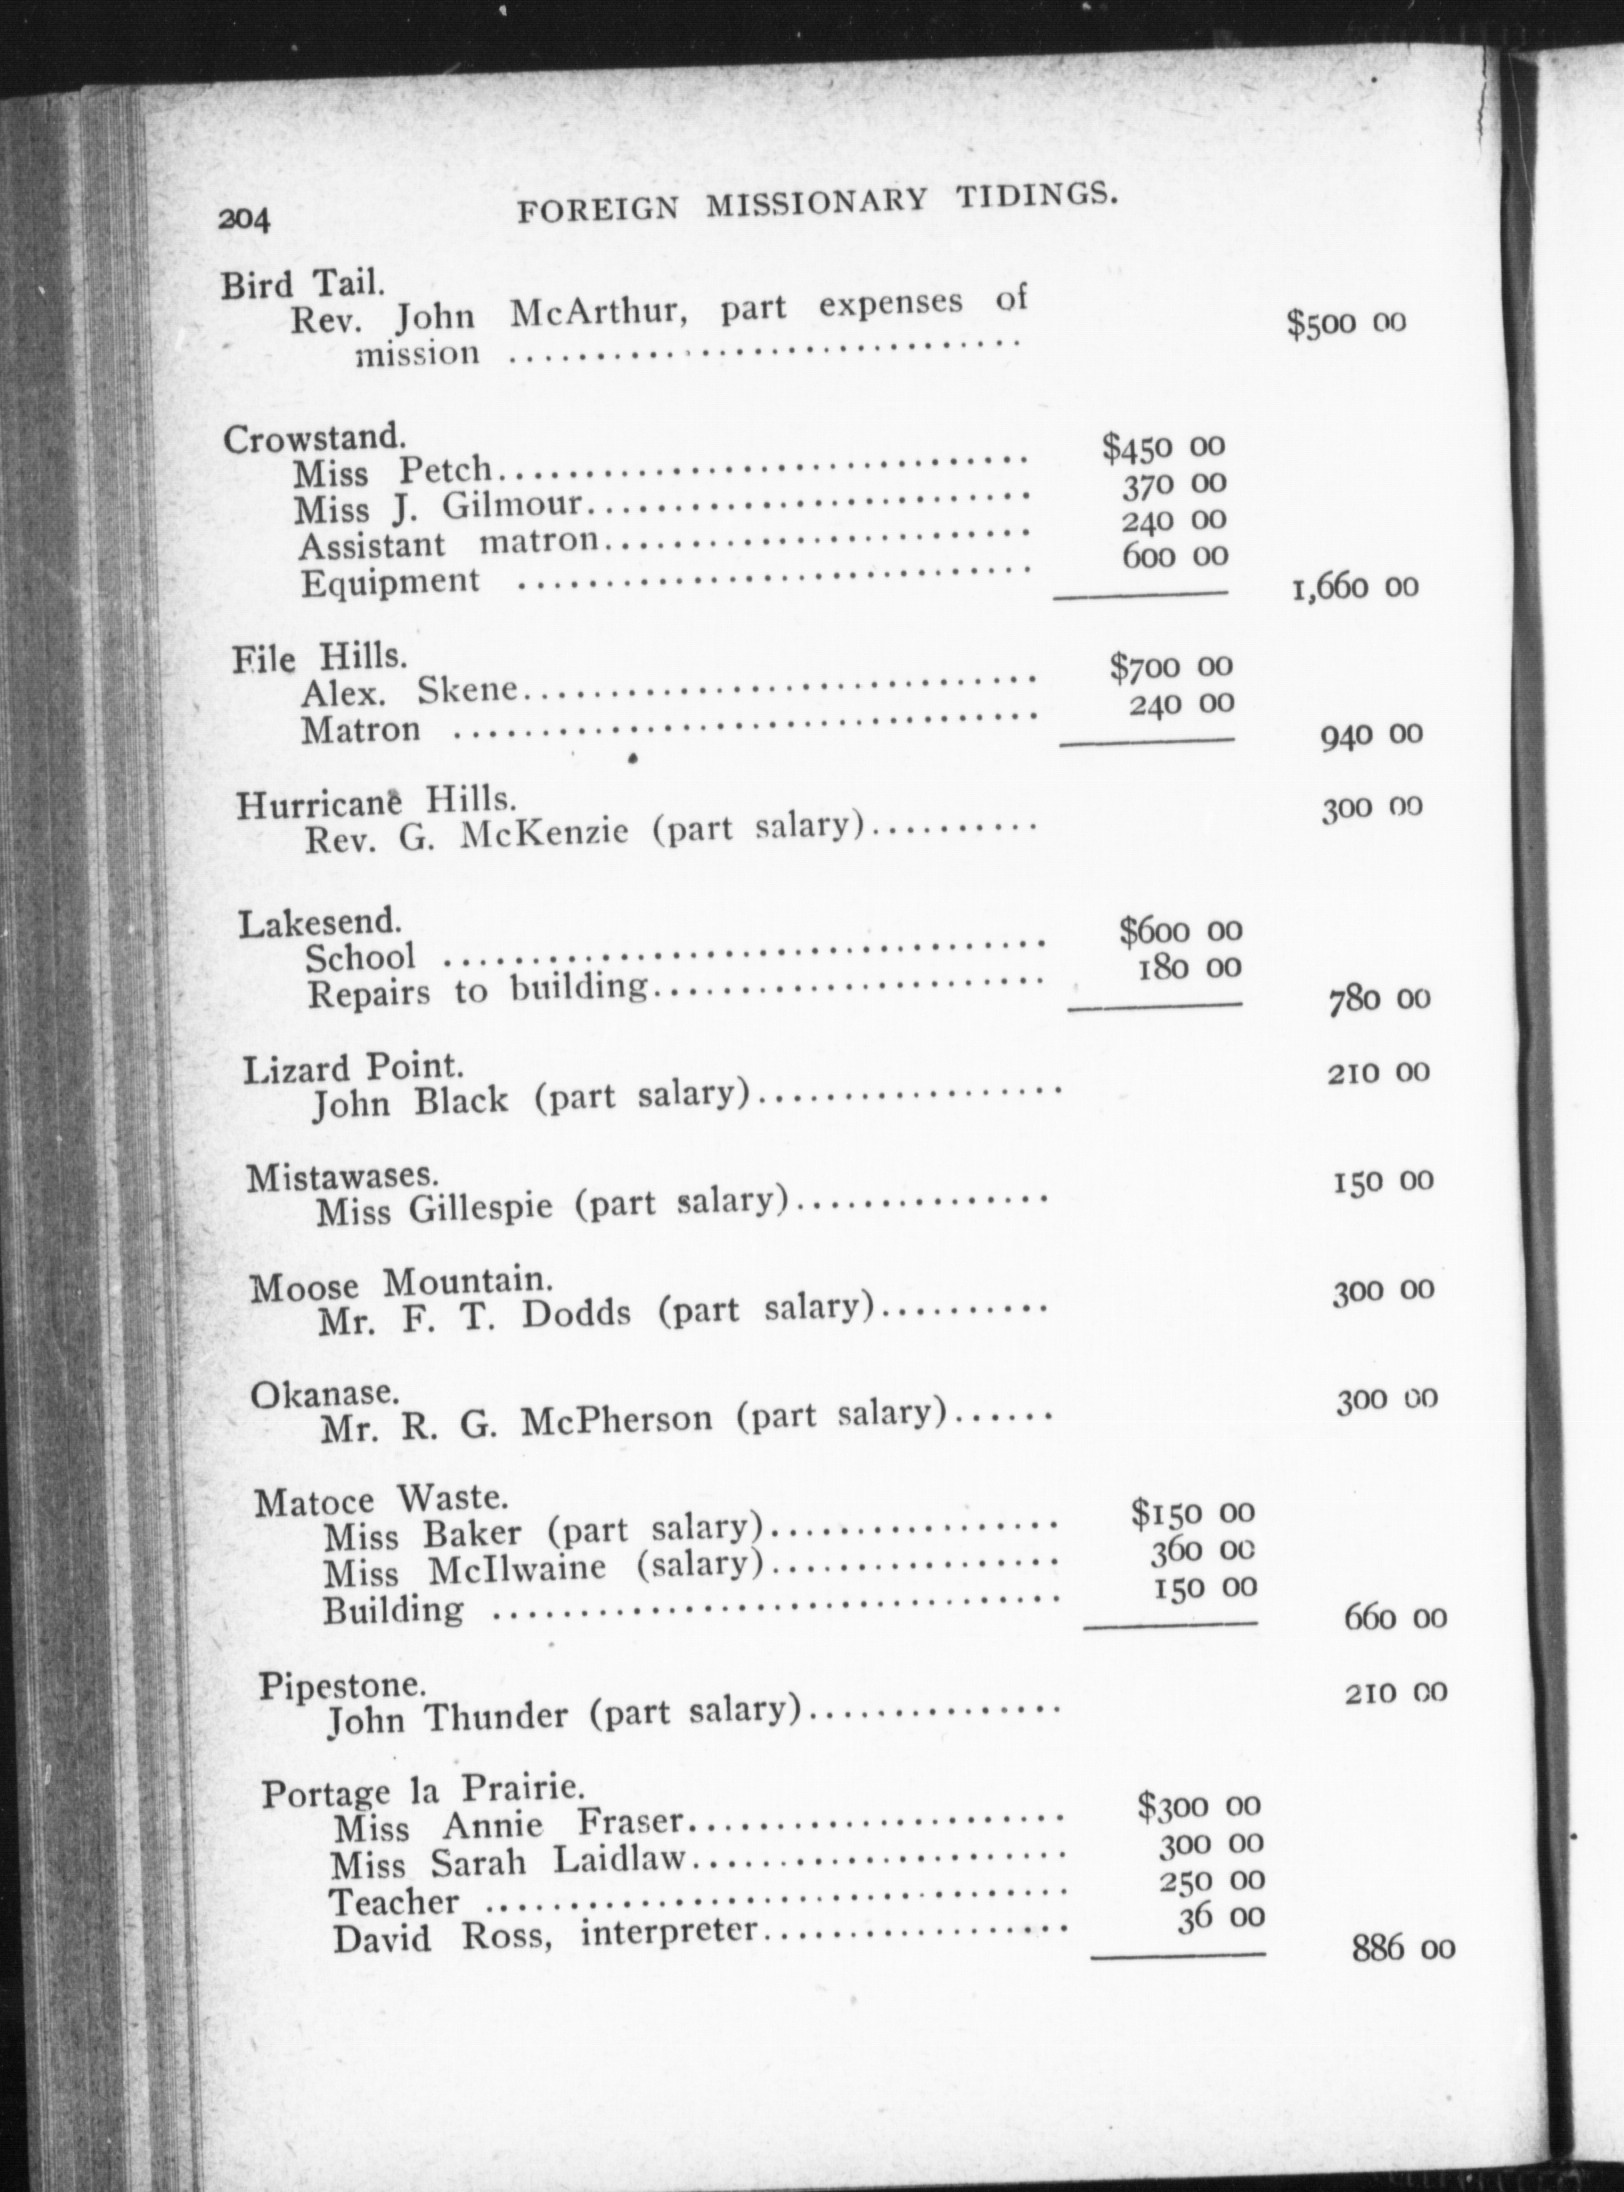 204 FOREIGN MISSIONARY TIDINGS.
Bird Tail.
Rev. John McArthur, part expenses of
mission .............................. $500 00
Crowstand.
Miss Petch............................... $450 00
Miss J. Gilmour.......................... 370 00
Assistant matron......................... 240 00
Equipment .............................. 600 00
1,660 00
File Hills.
Alex. Skene.............................. $700 00
Matron .................................. 240 00
940 00
Hurricane Hills.
Rev. G. McKenzie (part salary).......... 300 00
Lakesend.
School ................................... $600 00
Repairs to building....................... 180 00
780 00
Lizard Point.
John Black (part salary).................. 210 00
Mistawases.
Miss Gillespie (part salary)............... 150 00
Moose Mountain.
Mr. F. T. Dodds (part salary).......... 300 00
Okanase.
Mr. R. G. McPherson (part salary)...... 300 00
Matoce Waste.
Miss Baker (part salary)................. $150 00
Miss McIlwaine (salary)................. 360 00
Building ................................. 150 00
660 00
Pipestone.
John Thunder (part salary)............... 210 00
Portage la Prairie.
Miss Annie Fraser...................... $300 00
Miss Sarah Laidlaw...................... 300 00
Teacher .................................. 250 00
David Ross, interpreter.................. 36 00
886 00